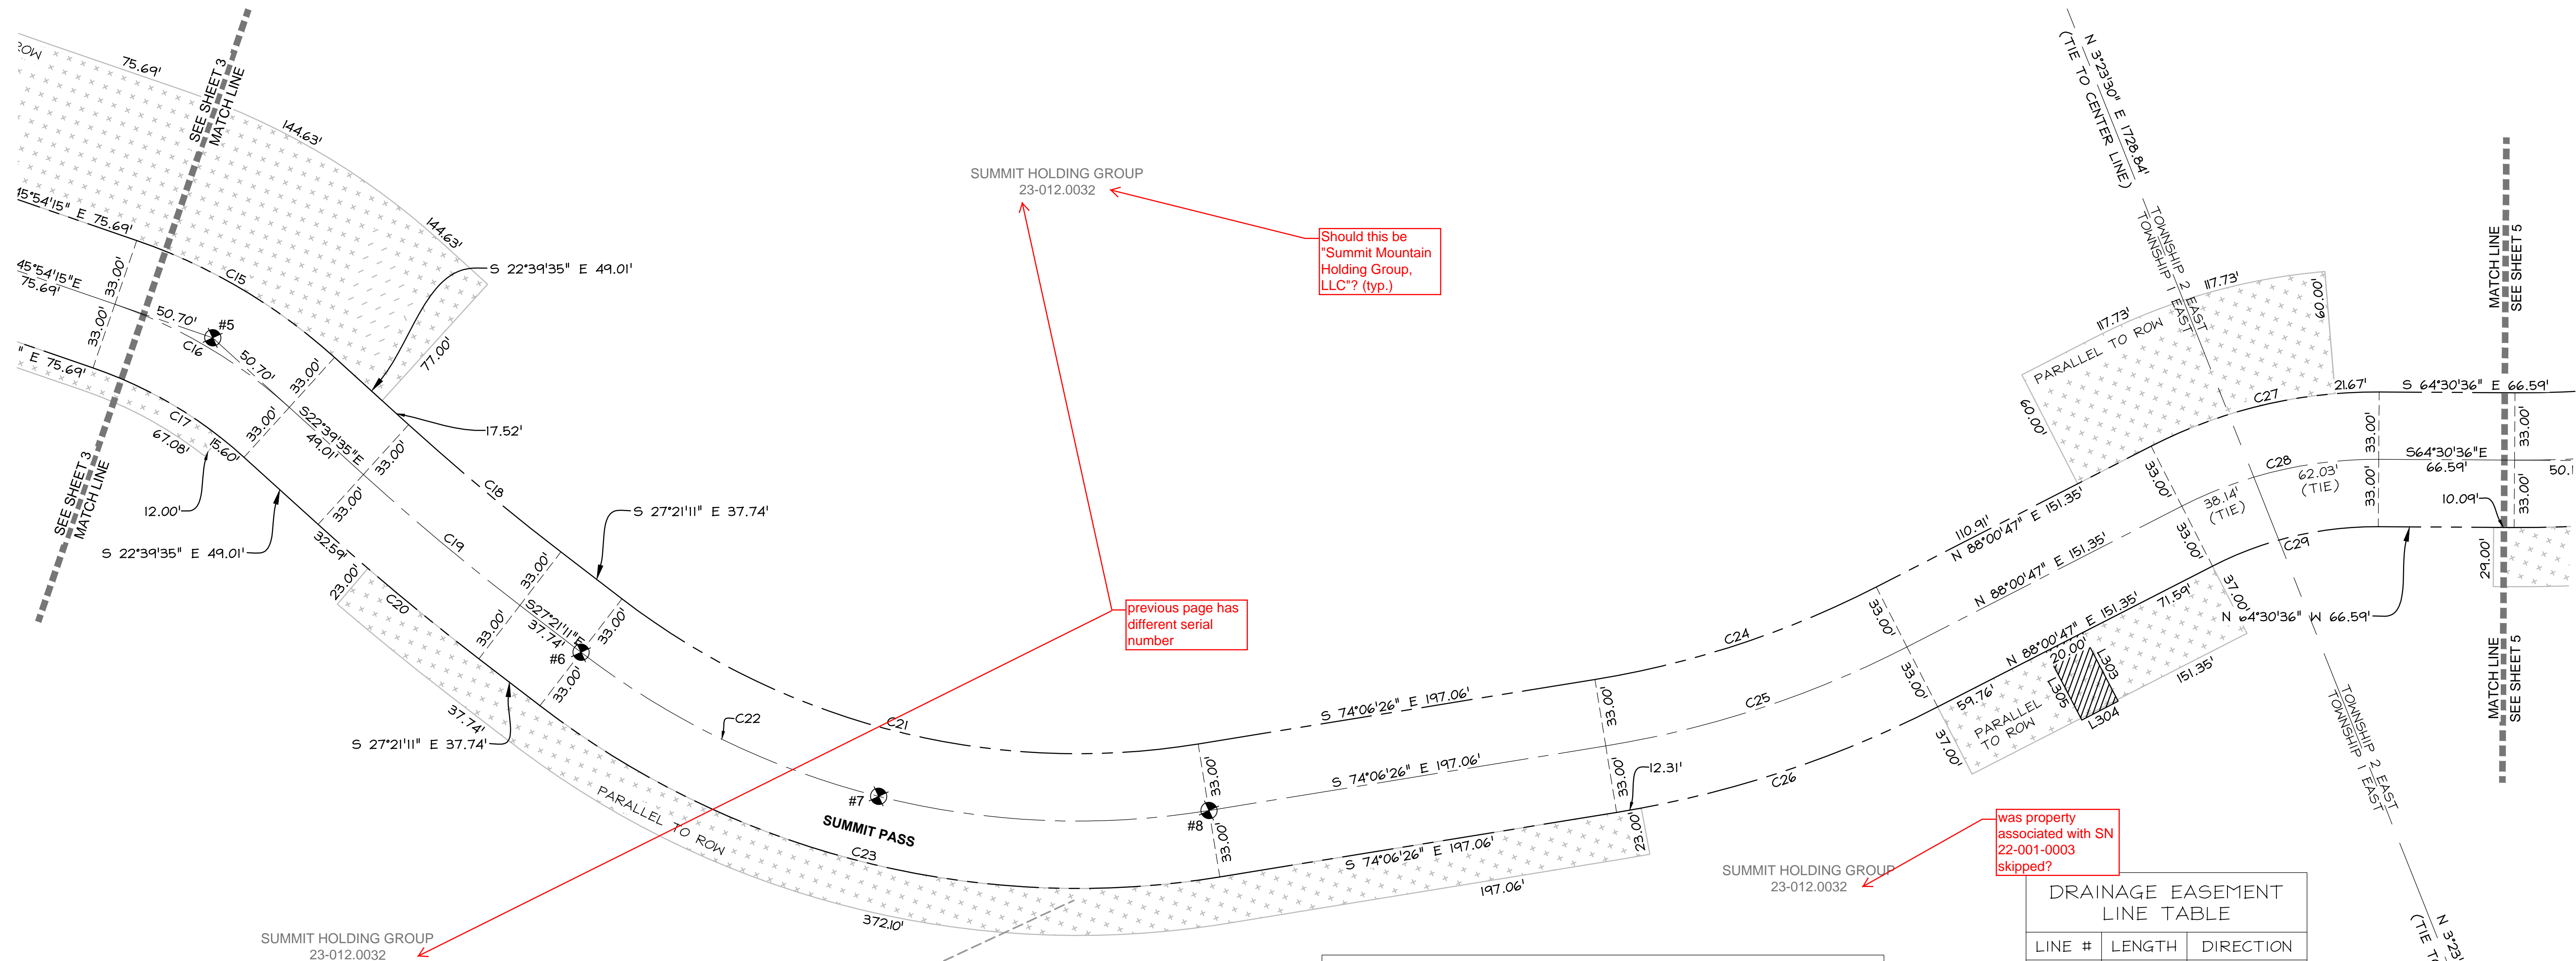 ROW
75.69'
SEE SHEET 3
MATCH LINE
144.63'
144.63'
15°54'15" E 75.69'
C15
S 22°39'35" E 49.01'
45°54'15"E
75.69'
33.00'
33.00'
50.70'
#5
C16
50.70'
77.00'
" E 75.69'
33.00'
33.00'
S22°39'35"E
49.01'
17.52'
C17
67.08'
15.60'
12.00'
33.00'
33.00'
SEE SHEET 3
MATCH LINE
S 22°39'35" E 49.01'
32.59'
23.00'
C18
C19
C20
S 27°21'11" E 37.74'
33.00'
33.00'
S27°21'11"E
37.74'
33.00'
33.00'
#6
S 27°21'11" E 37.74'
37.74'
SUMMIT HOLDING GROUP
23-012.0032
Should this be
"Summit Mountain
Holding Group,
LLC"? (typ.)
previous page has
different serial
number
C22
C21
#7
SUMMIT PASS
C23
PARALLEL TO ROW
372.10'
#8
33.00'
33.00'
S 74°06'26" E 197.06'
S 74°06'26" E 197.06'
S 74°06'26" E 197.06'
197.06'
33.00'
33.00'
12.31'
23.00'
C24
C25
C26
SUMMIT HOLDING GROUP
23-012.0032
SUMMIT HOLDING GROUP
23-012.0032
was property
associated with SN
22-001-0003
skipped?
N 3°23'30" E 1728.84'
(TIE TO CENTER LINE)
TOWNSHIP 2 EAST
TOWNSHIP 1 EAST
117.73'
117.73'
60.00'
PARALLEL TO ROW
60.00'
110.91'
N 88°00'47" E 151.35'
N 88°00'47" E 151.35'
N 88°00'47" E 151.35'
33.00'
33.00'
33.00'
33.00'
C27
21.67'
S 64°30'36" E 66.59'
C28
38.14'
(TIE)
62.03'
(TIE)
33.00'
33.00'
S64°30'36"E
66.59'
50.1
33.00'
33.00'
10.09'
C29
29.00'
N 64°30'36" W 66.59'
37.00'
71.59'
20.00'
L303
L304
L305
59.76'
37.00'
PARALLEL
TO ROW
151.35'
MATCH LINE
SEE SHEET 5
MATCH LINE
SEE SHEET 5
TOWNSHIP 2 EAST
TOWNSHIP 1 EAST
N 3°23'
(TIE TO
DRAINAGE EASEMENT
LINE TABLE
LINE # LENGTH DIRECTION